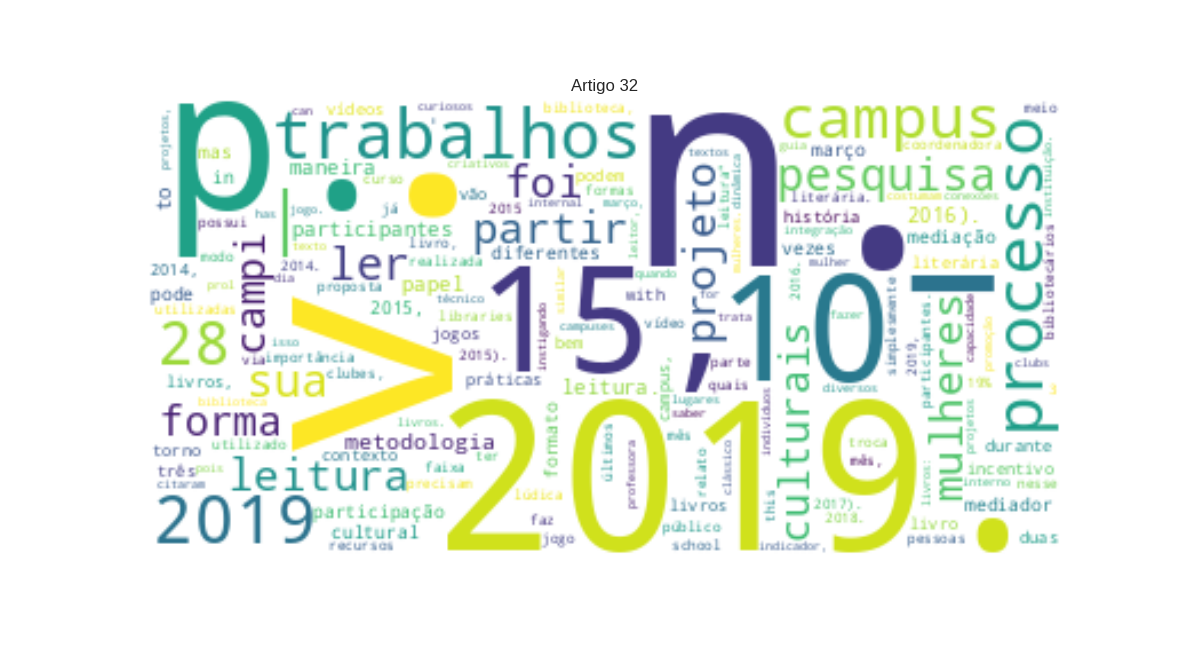 Artigo 32
p.
trabalhos
n.
campus
processo
pesquisa
projeto
foi
partir
ler
campi
v.
15,
10,
2019.
2019
28
sua
forma
leitura
culturais
mulheres
can
vídeos
curiosos
biblioteca,
meio
projetos,
mas
in
to
maneira
criativos
curso
vão
podem
formas
março,
internal
2015
textos
dinâmica
leitura"
guia
março
coordenadora
literária.
costumam
conexões
instituição.
bibliotecários
história
2016).
integração
mediação
vezes
mulher
literária
mulheres.
possui
has
jogo.
já
participantes
texto
livro,
diferentes
leitor,
modo
2014.
dia
2014,
prol
pode
utilizadas
proposta
realizada
papel
técnico
2015,
libraries
jogos
similar
quando
with
for
2016.
campuses
vídeo
trata
fazer
simplesmente
2019,
participantes.
capacidade
promoção
clubs
19%
via
isso
importância
clubes,
2015).
instigando
bem
práticas
leitura.
campus,
parte
quais
lugares
saber
diversos
indivíduos
livros,
biblioteca
livros.
metodologia
formato
últimos
professora
mês
relato
clássico
troca
mês,
livros:
projetos
durante
torno
utilizado
contexto
três
pois
faixa
ter
citaram
precisam
lúdica
incentivo
interno
nesse
participação
cultural
recursos
faz
jogo
livros
público
school
this
2017).
2018.
indicador,
livro
pessoas
mediador
duas